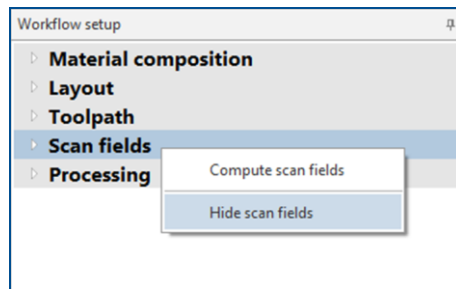 Workflow setup
Material composition
Layout
Toolpath
Scan fields
Compute scan fields
Processing
Hide scan fields